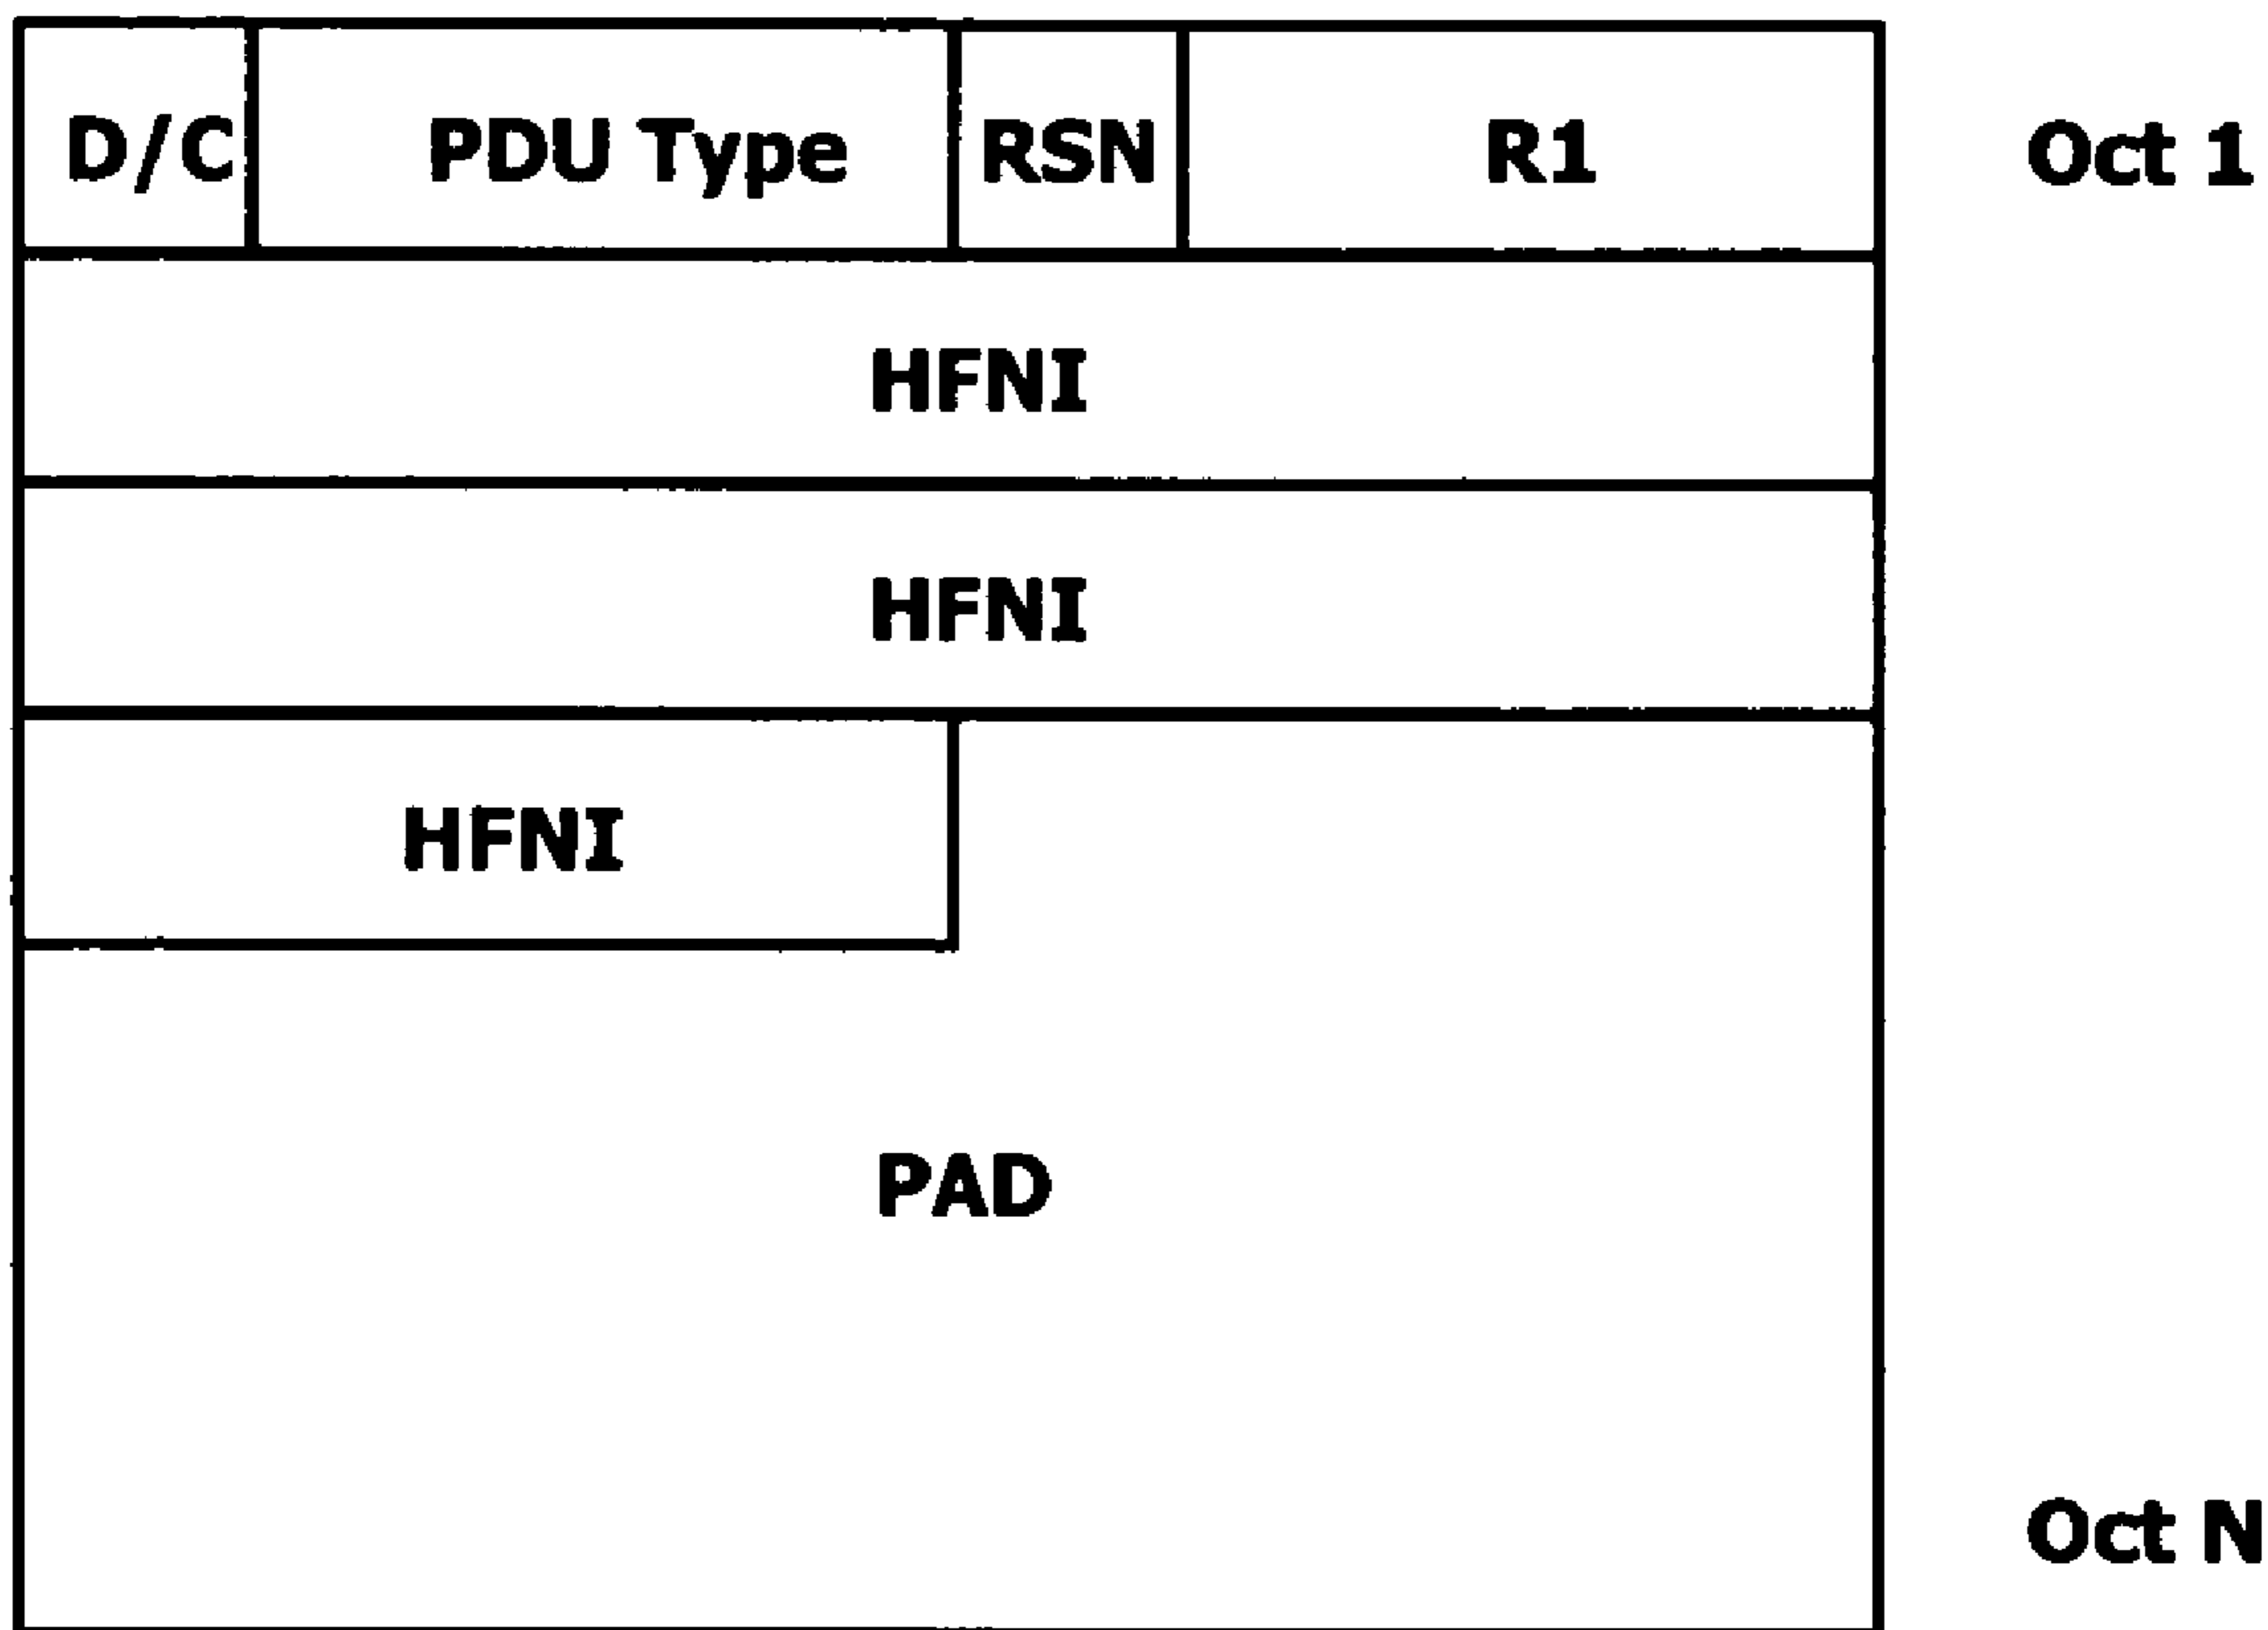 D/C PDU Type RSN R1 Oct 1
HFNI
HFNI
HFNI
PAD
Oct N